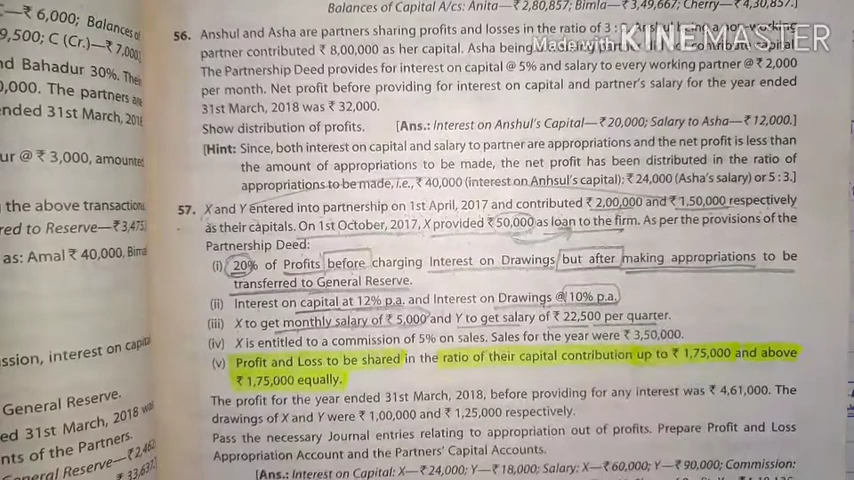 Balances of Capital A/cs: Anita—₹ 2,80,857; Bimla—₹ 3,49,667; Cherry—₹ 4,30,857.]
—₹ 6,000; Balances of
9,500; C (Cr.)—₹ 7,000]
nd Bahadur 30%. Their
0,000. The partners are
ended 31st March, 2018
ur @ ₹ 3,000, amounted
the above transactions
red to Reserve—₹ 3,475
as: Amal ₹ 40,000, Bimal
ssion, interest on capital
General Reserve.
ed 31st March, 2018 was
nts of the Partners.
General Reserve—₹ 2,462
₹ 33,637
56. Anshul and Asha are partners sharing profits and losses in the ratio of 3 :
partner contributed ₹ 8,00,000 as her capital. Asha being
Made with KINEMASTER
The Partnership Deed provides for interest on capital @ 5% and salary to every working partner @ ₹ 2,000
per month. Net profit before providing for interest on capital and partner's salary for the year ended
31st March, 2018 was ₹ 32,000.
Show distribution of profits. [Ans.: Interest on Anshul's Capital—₹ 20,000; Salary to Asha—₹ 12,000.]
[Hint: Since, both interest on capital and salary to partner are appropriations and the net profit is less than
the amount of appropriations to be made, the net profit has been distributed in the ratio of
appropriations to be made, i.e., ₹ 40,000 (interest on Anhsul's capital): ₹ 24,000 (Asha's salary) or 5 : 3.]
57. X and Y entered into partnership on 1st April, 2017 and contributed ₹ 2,00,000 and ₹ 1,50,000 respectively
as their capitals. On 1st October, 2017, X provided ₹ 50,000 as loan to the firm. As per the provisions of the
Partnership Deed:
(i) 20% of Profits before charging Interest on Drawings but after making appropriations to be
transferred to General Reserve.
(ii) Interest on capital at 12% p.a. and Interest on Drawings @ 10% p.a.
(iii) X to get monthly salary of ₹ 5,000 and Y to get salary of ₹ 22,500 per quarter.
(iv) X is entitled to a commission of 5% on sales. Sales for the year were ₹ 3,50,000.
(v) Profit and Loss to be shared in the ratio of their capital contribution up to ₹ 1,75,000 and above
₹ 1,75,000 equally.
The profit for the year ended 31st March, 2018, before providing for any interest was ₹ 4,61,000. The
drawings of X and Y were ₹ 1,00,000 and ₹ 1,25,000 respectively.
Pass the necessary Journal entries relating to appropriation out of profits. Prepare Profit and Loss
Appropriation Account and the Partners' Capital Accounts.
[Ans.: Interest on Capital: X—₹ 24,000; Y—₹ 18,000; Salary: X—₹ 60,000; Y—₹ 90,000; Commission: